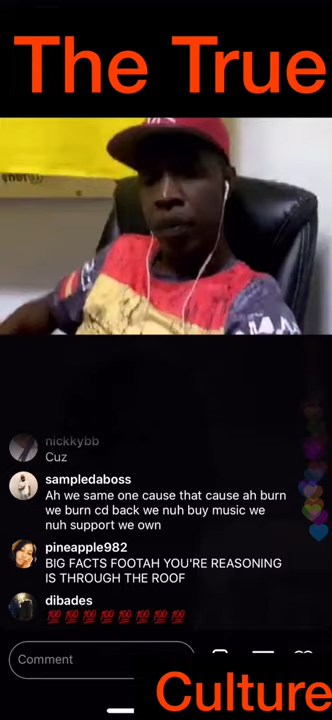 The True
nickkybb
Cuz
sampledaboss
Ah we same one cause that cause ah burn
we burn cd back we nuh buy music we
nuh support we own
pineapple982
BIG FACTS FOOTAH YOU'RE REASONING
IS THROUGH THE ROOF
dibades
💯💯💯💯💯💯💯💯
Comment
Culture